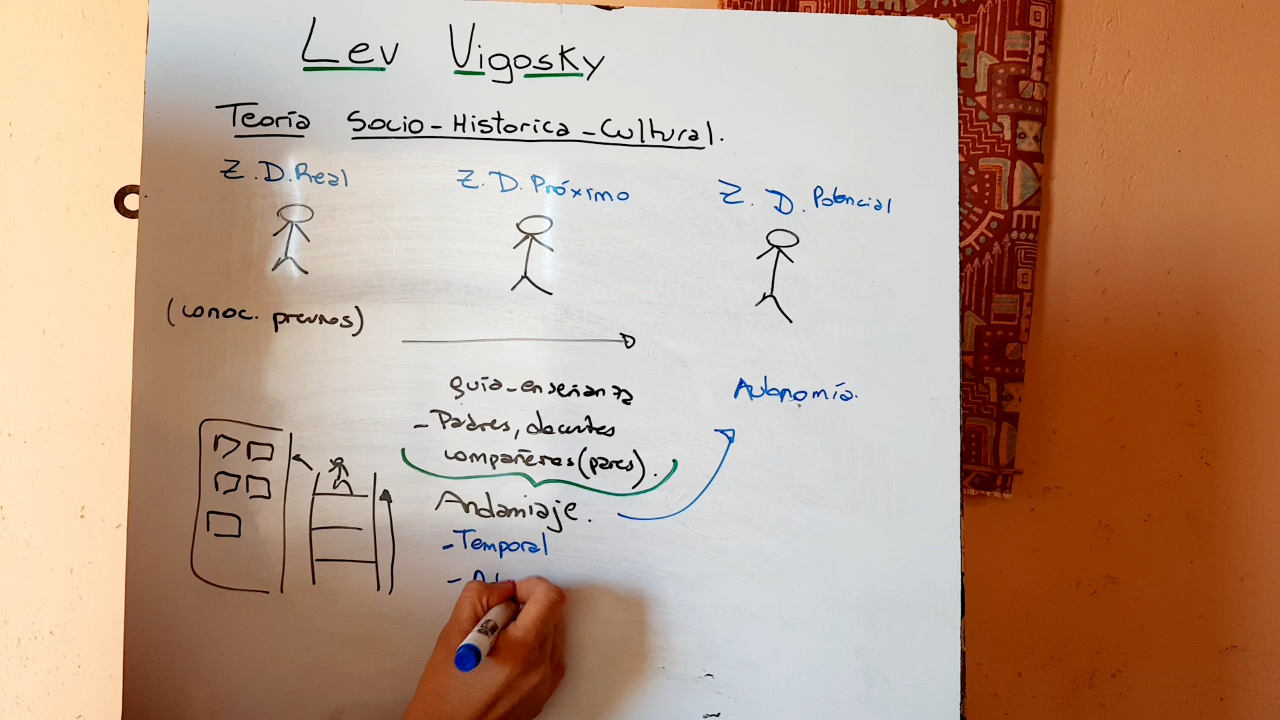 Lev Vigosky
Teoría Socio-Historica-Cultural.
Z.D.Real
Z.D.Próximo
Z.D.Potencial
(conoc. previos)
guía-enseñanza
- Padres, docentes
compañeros (pares).
Autonomía.
Andamiaje.
- Temporal